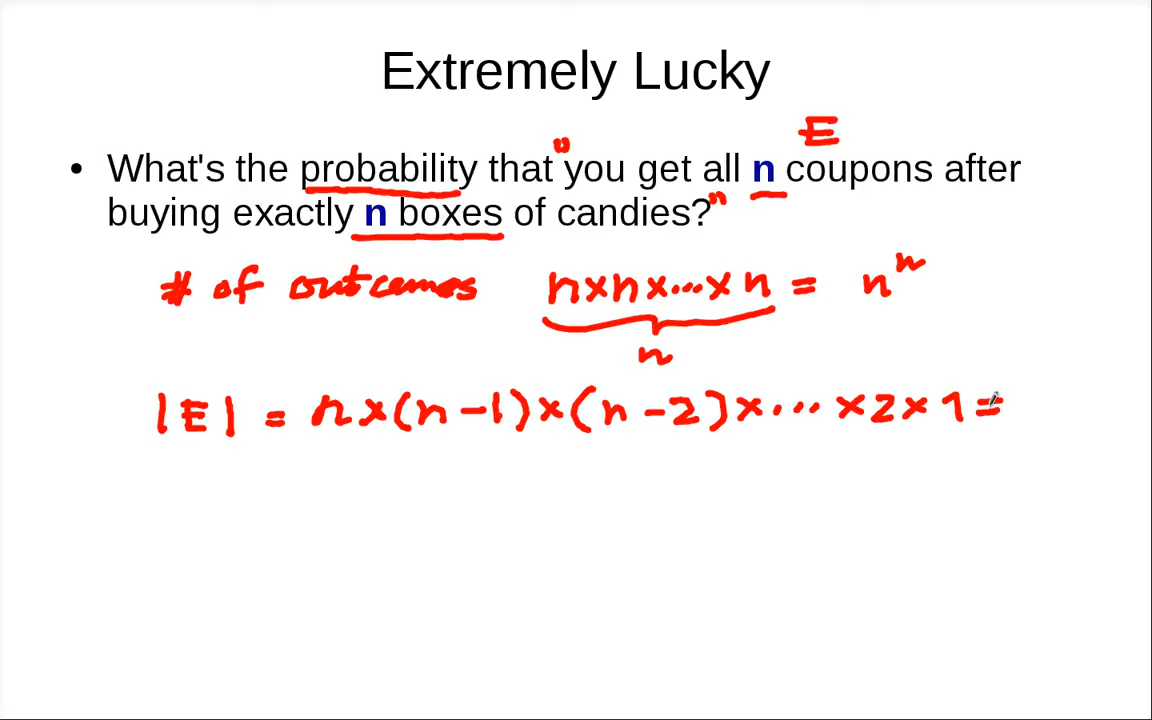 Extremely Lucky
E
• What's the probability that "you get all n coupons after
buying exactly n boxes of candies?"
# of outcomes n×n×...×n = nⁿ
n
|E| = n×(n-1)×(n-2)×...×2×1=